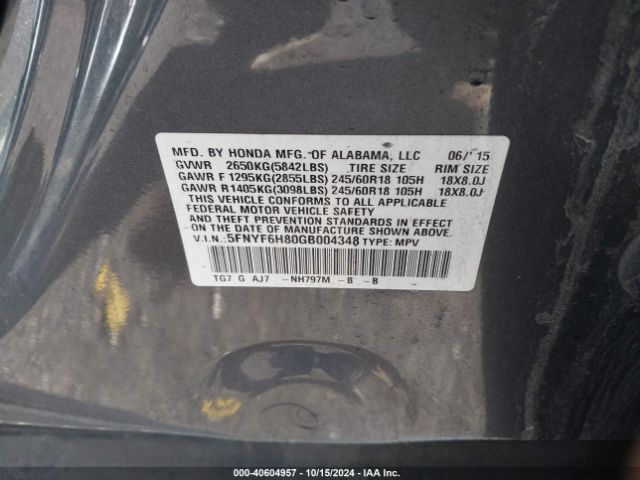 MFD. BY HONDA MFG. OF ALABAMA, LLC 06/'15
GVWR 2650KG(5842LBS) TIRE SIZE RIM SIZE
GAWR F 1295KG(2855LBS) 245/60R18 105H 18X8.0J
GAWR R 1405KG(3098LBS) 245/60R18 105H 18X8.0J
THIS VEHICLE CONFORMS TO ALL APPLICABLE
FEDERAL MOTOR VEHICLE SAFETY
AND THEFT PREVENTION STANDARDS IN EFFECT
ON THE DATE OF MANUFACTURE SHOWN ABOVE.
V.I.N.: 5FNYF6H80GB004348 TYPE: MPV
TG7 G AJ7 -NH797M -B -B
000-40604957 - 10/15/2024 - IAA Inc.